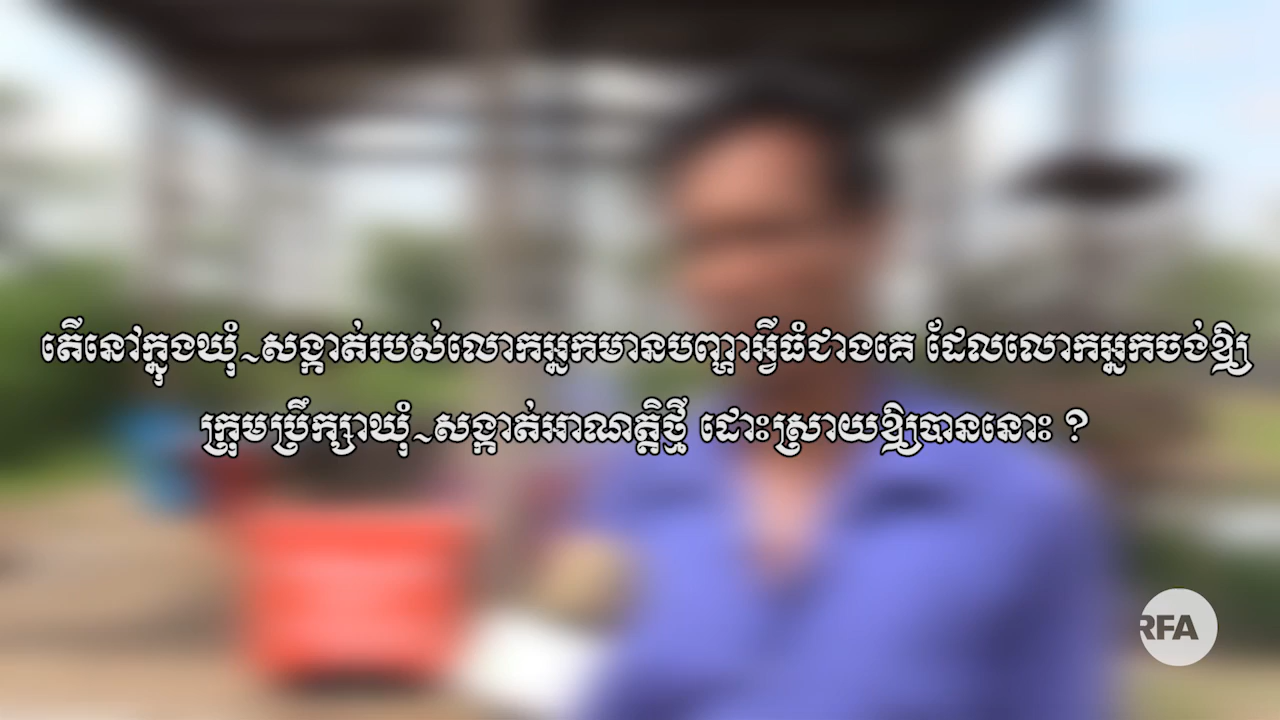 តើនៅក្នុងឃុំ~សង្កាត់របស់លោកអ្នកមានបញ្ហាអ្វីធំជាងគេ ដែលលោកអ្នកចង់ឱ្យ
ក្រុមប្រឹក្សាឃុំ~សង្កាត់អាណត្តិថ្មី ដោះស្រាយឱ្យបាននោះ ?
RFA